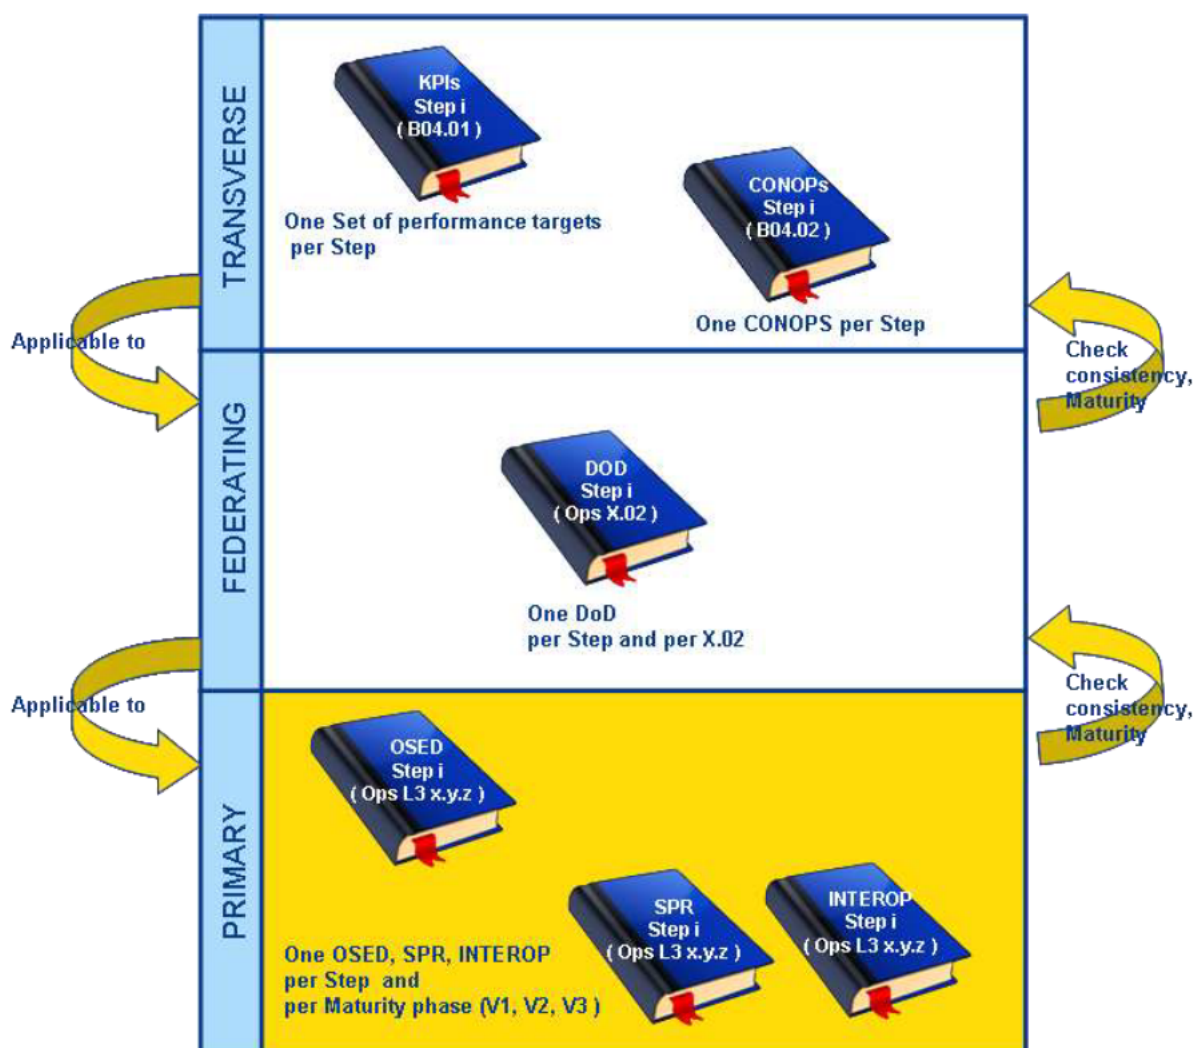 TRANSVERSE
KPIs
Step i
( B04.01 )
One Set of performance targets
per Step
CONOPs
Step i
( B04.02 )
One CONOPS per Step
Applicable to
Check
consistency,
Maturity
FEDERATING
DOD
Step i
( Ops X.02 )
One DoD
per Step and per X.02
Applicable to
Check
consistency,
Maturity
PRIMARY
OSED
Step i
( Ops L3 x.y.z )
SPR
Step i
( Ops L3 x.y.z )
INTEROP
Step i
( Ops L3 x.y.z )
One OSED, SPR, INTEROP
per Step and
per Maturity phase (V1, V2, V3 )